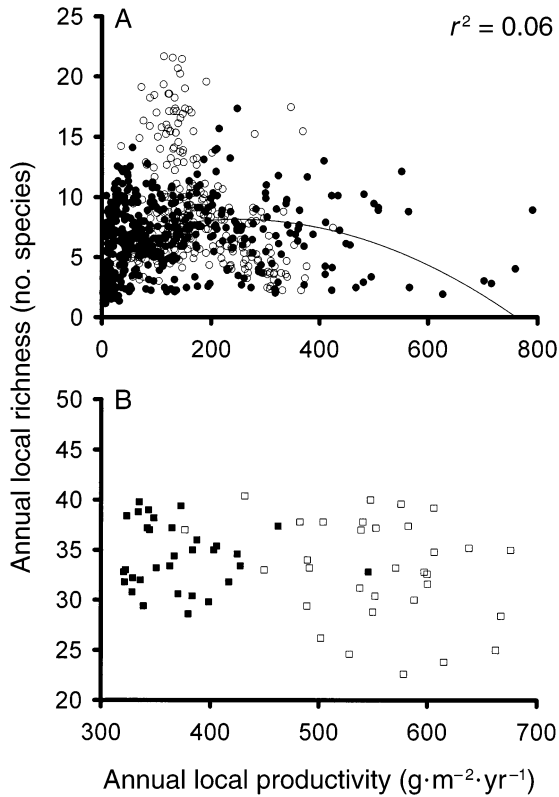 A
r² = 0.06
25
20
15
10
5
0
0 200 400 600 800
Annual local richness (no. species)
B
50
45
40
35
30
25
20
300 400 500 600 700
Annual local productivity (g·m⁻²·yr⁻¹)